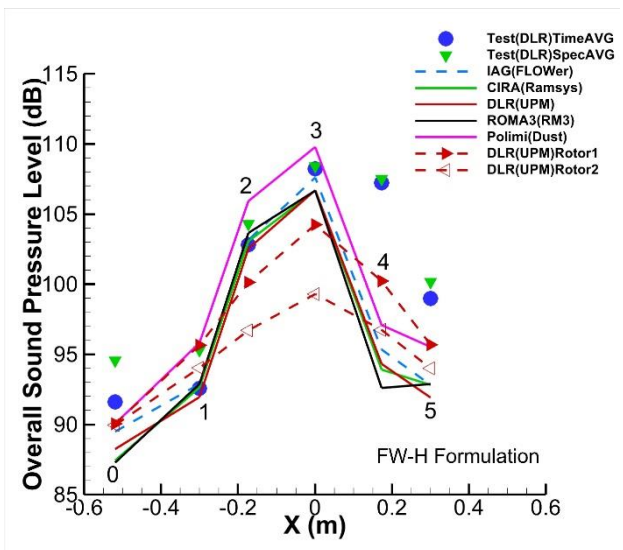 Test(DLR)TimeAVG
Test(DLR)SpecAVG
IAG(FLOWer)
CIRA(Ramsys)
DLR(UPM)
ROMA3(RM3)
Polimi(Dust)
DLR(UPM)Rotor1
DLR(UPM)Rotor2
Overall Sound Pressure Level (dB)
115
110
105
100
95
90
85
3
2
4
1
5
0
FW-H Formulation
-0.6 -0.4 -0.2 0 0.2 0.4 0.6
X (m)